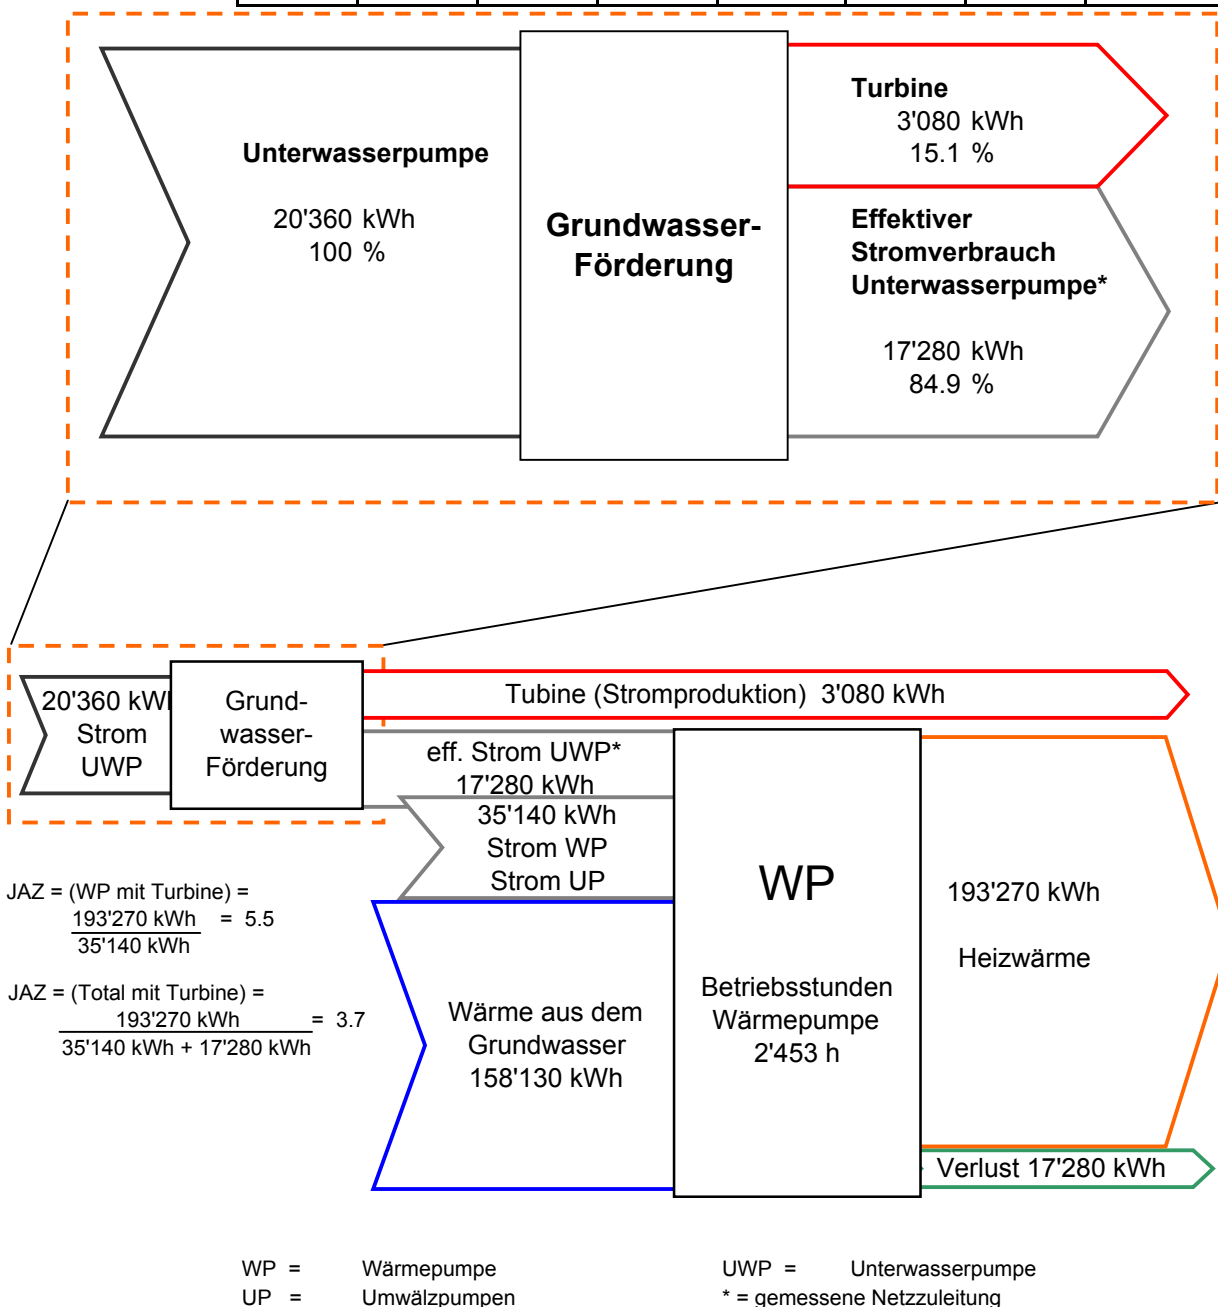 Unterwasserpumpe
20'360 kWh
100 %
Grundwasser-
Förderung
Turbine
3'080 kWh
15.1 %
Effektiver
Stromverbrauch
Unterwasserpumpe*
17'280 kWh
84.9 %
20'360 kWh
Strom
UWP
Grund-
wasser-
Förderung
Tubine (Stromproduktion) 3'080 kWh
eff. Strom UWP*
17'280 kWh
35'140 kWh
Strom WP
Strom UP
WP
Betriebsstunden
Wärmepumpe
2'453 h
193'270 kWh
Heizwärme
JAZ = (WP mit Turbine) =
193'270 kWh = 5.5
35'140 kWh
JAZ = (Total mit Turbine) =
193'270 kWh = 3.7
35'140 kWh + 17'280 kWh
Wärme aus dem
Grundwasser
158'130 kWh
Verlust 17'280 kWh
WP = Wärmepumpe
UP = Umwälzpumpen
UWP = Unterwasserpumpe
* = gemessene Netzzuleitung